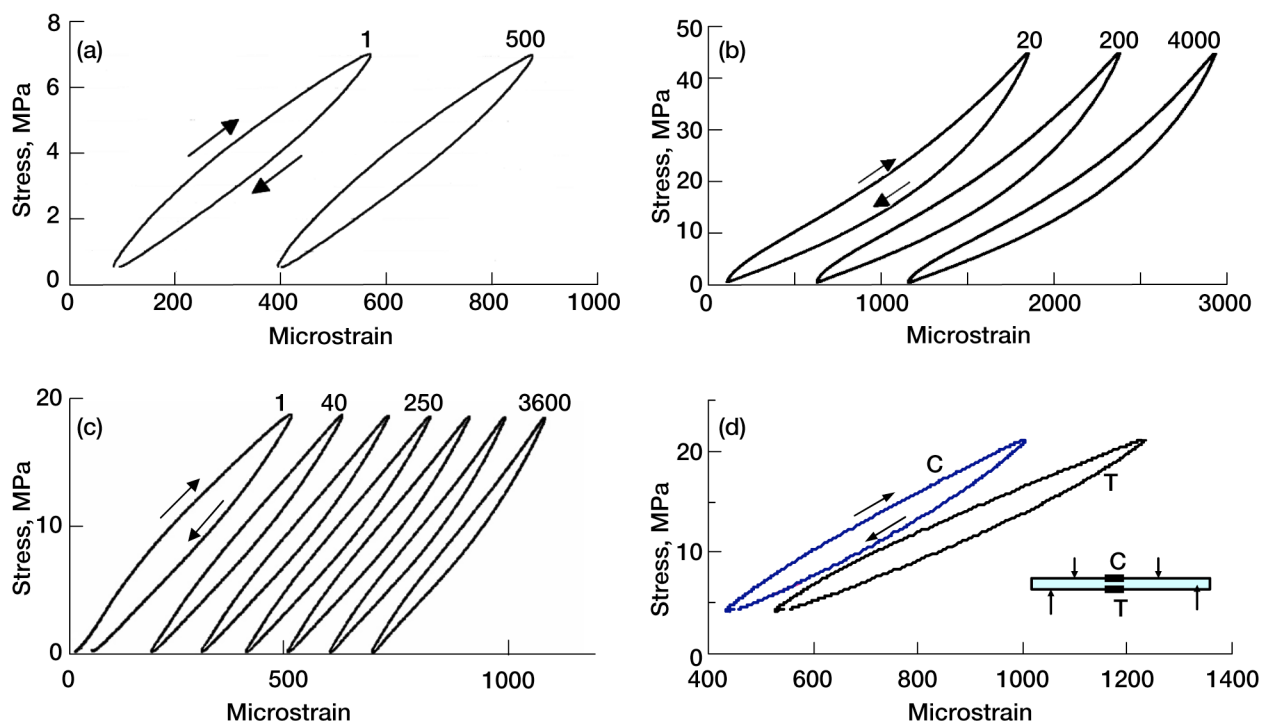 (a)
1
500
8
6
4
2
0
Stress, MPa
0 200 400 600 800 1000
Microstrain
(b)
20 200 4000
50
40
30
20
10
0
Stress, MPa
0 1000 2000 3000
Microstrain
(c)
1 40 250 3600
20
10
0
Stress, MPa
0 500 1000
Microstrain
(d)
C
T
C
T
20
10
0
Stress, MPa
400 600 800 1000 1200 1400
Microstrain